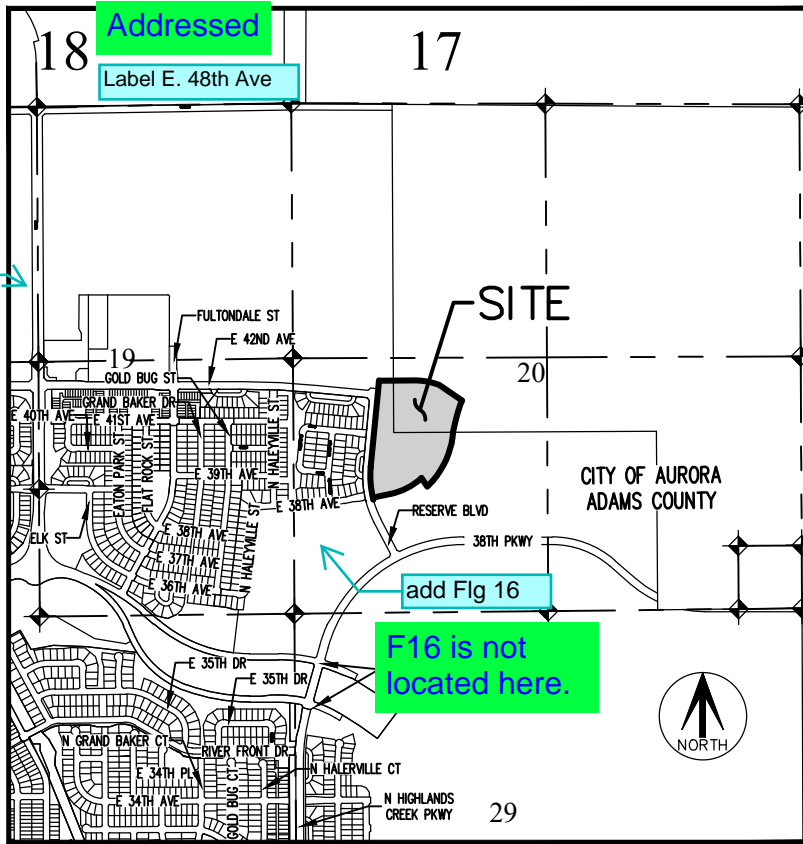 Addressed
18
17
Label E. 48th Ave
SITE
FULTONDALE ST
E 42ND AVE
19
20
GOLD BUG ST
GRAND BAKER DR
E 40TH AVE
E 41ST AVE
EATON PARK ST
FLAT ROCK ST
N HALEYVILLE ST
E 39TH AVE
E 38TH AVE
CITY OF AURORA
ADAMS COUNTY
RESERVE BLVD
ELK ST
E 38TH AVE
E 37TH AVE
E 36TH AVE
N HALEYVILLE ST
38TH PKWY
add Flg 16
F16 is not
located here.
E 35TH DR
E 35TH DR
NORTH
N GRAND BAKER CT
RIVER FRONT DR
E 34TH PL
N HALERVILLE CT
E 34TH AVE
GOLD BUG CT
N HIGHLANDS
CREEK PKWY
29